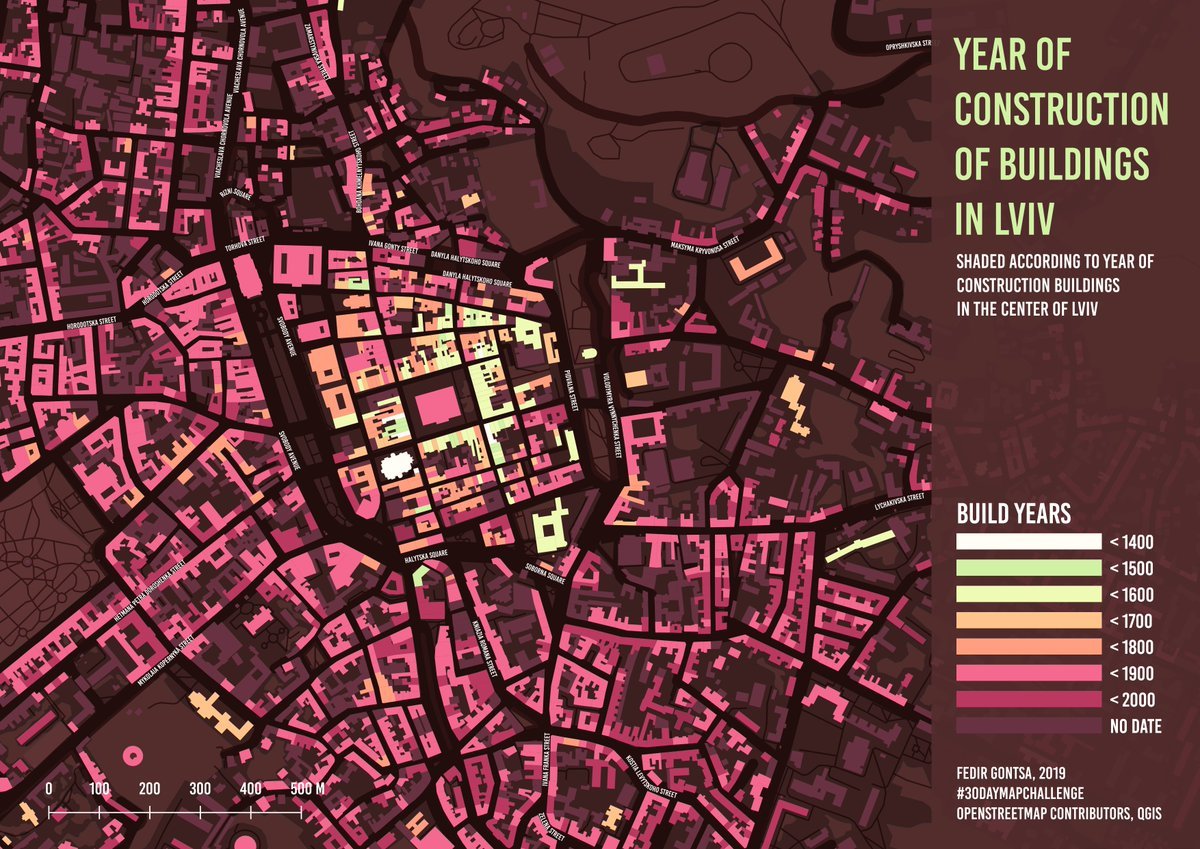 YEAR OF
CONSTRUCTION
OF BUILDINGS
IN LVIV
SHADED ACCORDING TO YEAR OF
CONSTRUCTION BUILDINGS
IN THE CENTER OF LVIV
BUILD YEARS
< 1400
< 1500
< 1600
< 1700
< 1800
< 1900
< 2000
NO DATE
FEDIR GONTSA, 2019
#30DAYMAPCHALLENGE
OPENSTREETMAP CONTRIBUTORS, QGIS
VIACHESLAVA CHORNOVOLA AVENUE
VIACHESLAVA CHORNOVOLA AVENUE
ZAMARSTYNIVSKA STREET
OPRYSHKIVSKA STR
BOHDANA KHMELNYTSKOHO STREET
RIZNI SQUARE
TORHOVA STREET
IVANA GONTY STREET
DANYLA HALYTSKOHO SQUARE
DANYLA HALYTSKOHO SQUARE
MAKSYMA KRYVONOSA STREET
HORODOTSKA STREET
HORODOTSKA STREET
SVOBODY AVENUE
SVOBODY AVENUE
PIDVALNA STREET
VOLODYMYRA VYNNYCHENKA STREET
LYCHAKIVSKA STREET
HALYTSKA SQUARE
SOBORNA SQUARE
HETMANA PETRA DOROSHENKA STREET
MYKOLAIA KOPERNYKA STREET
KNIAZIA ROMANA STREET
IVANA FRANKA STREET
KOSTIA LEVYTSKOHO STREET
ZELENA STREET
0 100 200 300 400 500 M